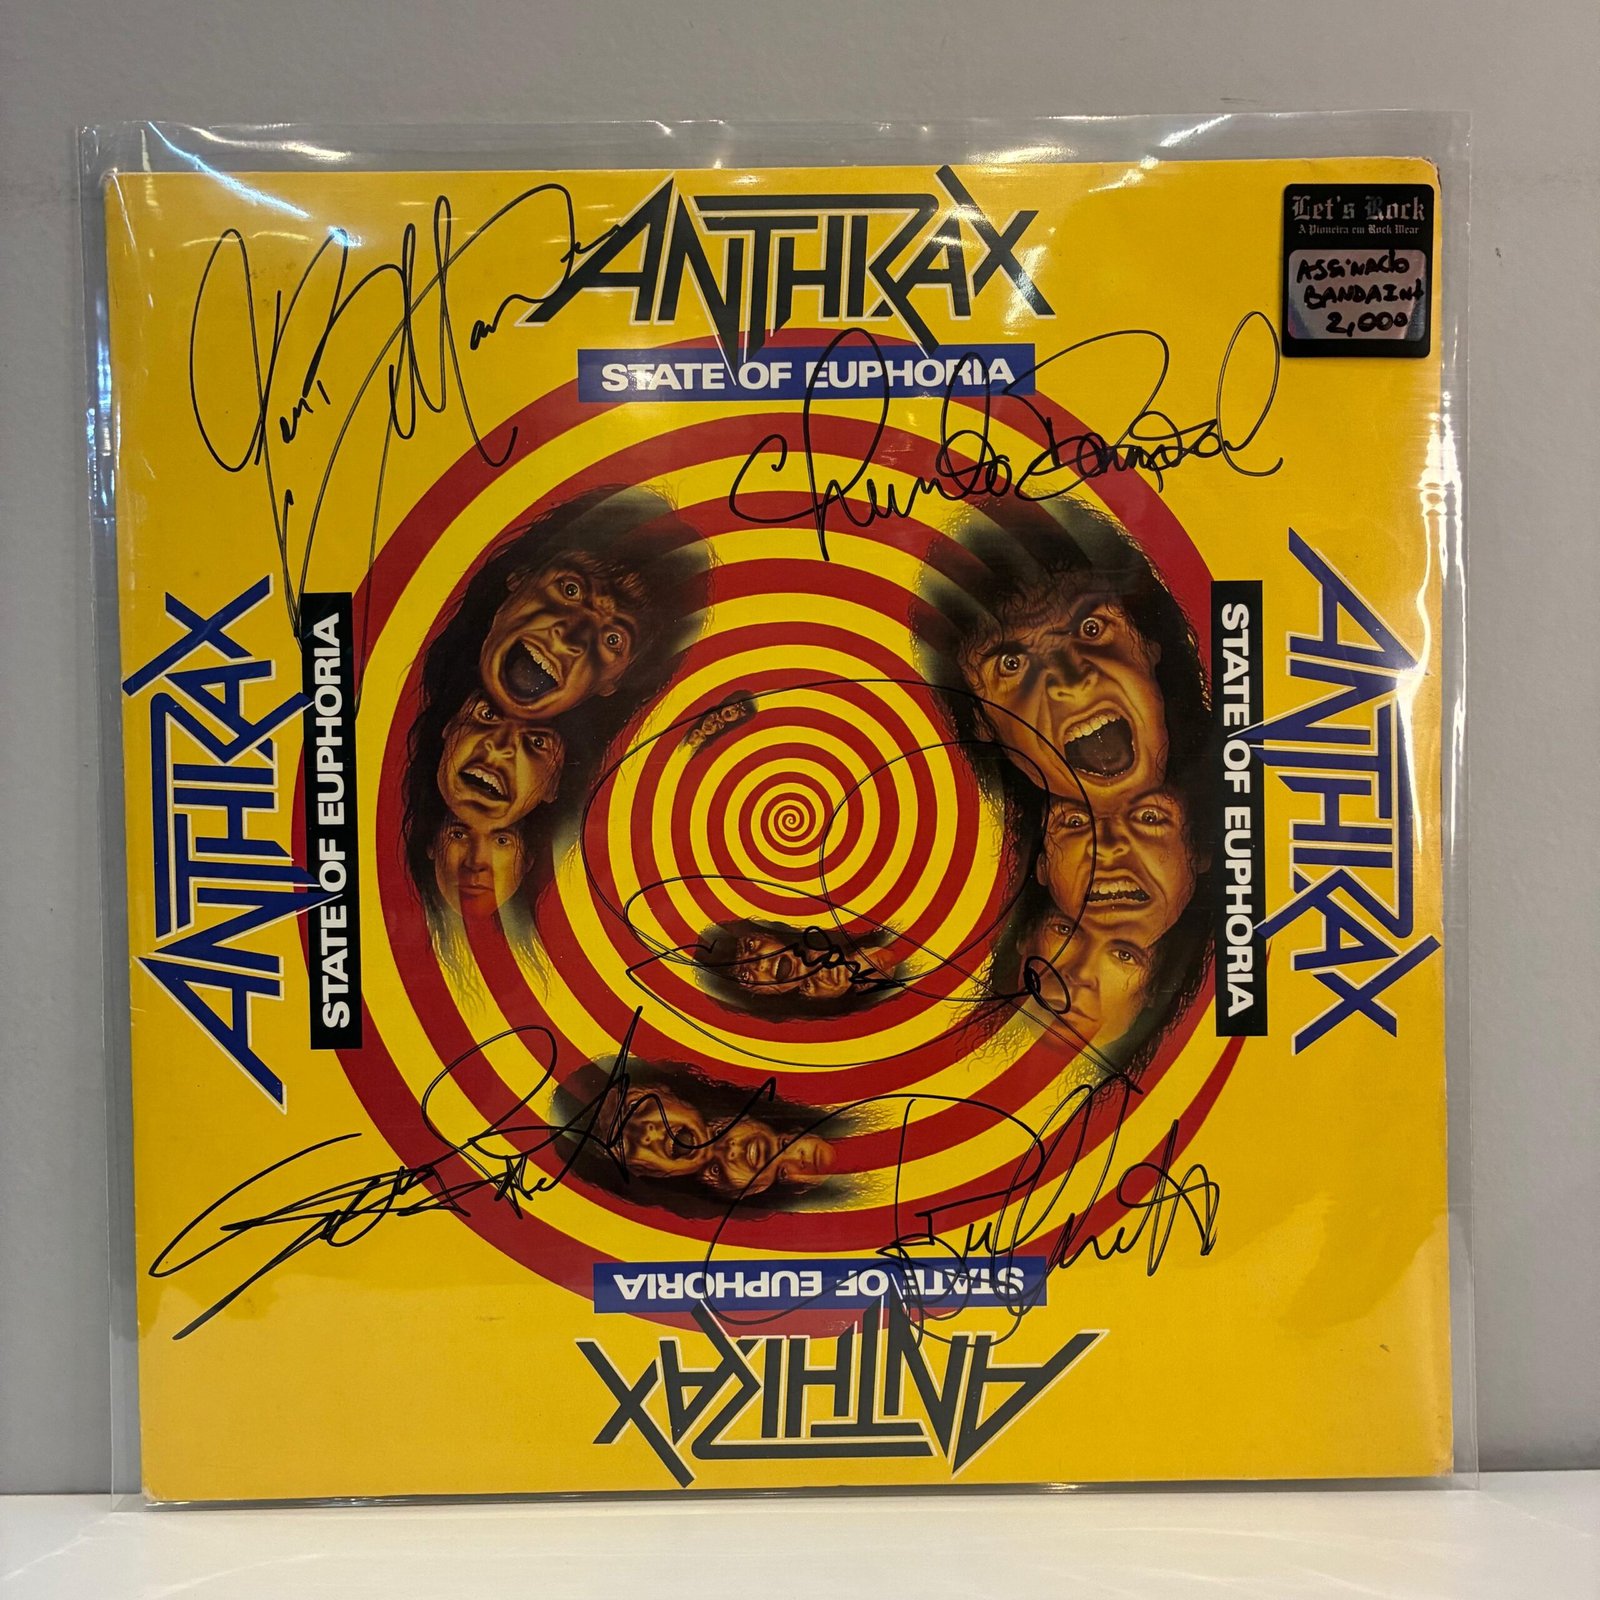 ANTHRAX
STATE OF EUPHORIA
Let's Rock
A Pioneira em Rock Wear
ASSINADO
BANDA INT
2,000
ANTHRAX
STATE OF EUPHORIA
STATE OF EUPHORIA
ANTHRAX
STATE OF EUPHORIA
ANTHRAX